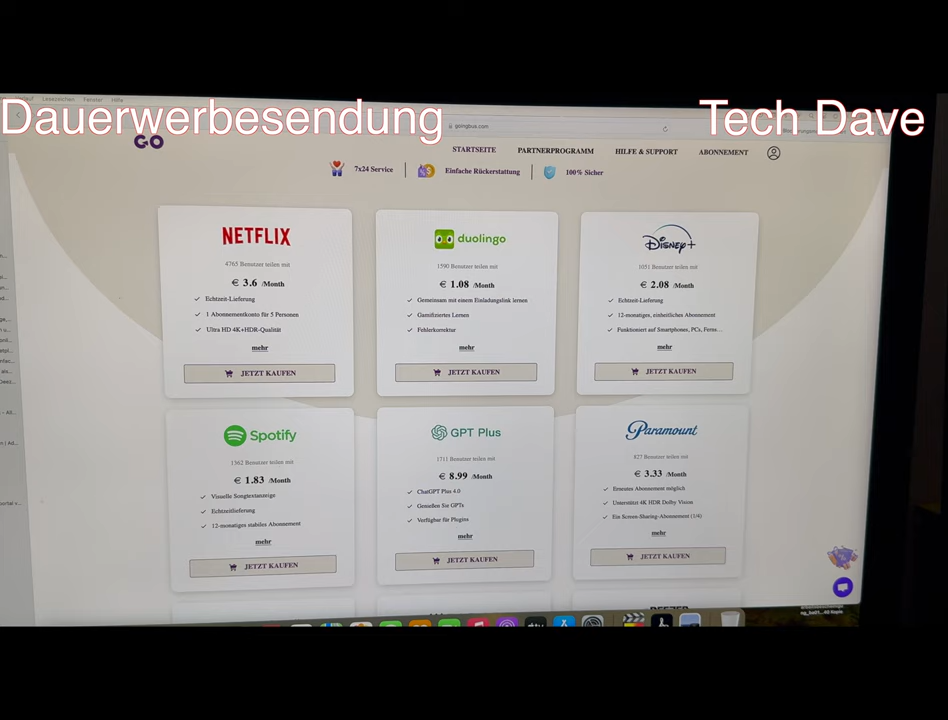 Lesezeichen Fenster Hilfe
Dauerwerbesendung
Tech Dave
goingbus.com
GO
STARTSEITE PARTNERPROGRAMM HILFE & SUPPORT ABONNEMENT
7x24 Service
Einfache Rückerstattung
100% Sicher
NETFLIX
4765 Benutzer teilen mit
€ 3.6 /Month
Echtzeit-Lieferung
1 Abonnementkonto für 5 Personen
Ultra HD 4K+HDR-Qualität
mehr
JETZT KAUFEN
duolingo
1590 Benutzer teilen mit
€ 1.08 /Month
Gemeinsam mit einem Einladungslink lernen
Gamifiziertes Lernen
Fehlerkorrektur
mehr
JETZT KAUFEN
Disney+
1051 Benutzer teilen mit
€ 2.08 /Month
Echtzeit-Lieferung
12-monatiges, einheitliches Abonnement
Funktioniert auf Smartphones, PCs, Ferns...
mehr
JETZT KAUFEN
Spotify
1562 Benutzer teilen mit
€ 1.83 /Month
Visuelle Songtextanzeige
Echtzeitlieferung
12-monatiges stabiles Abonnement
mehr
JETZT KAUFEN
GPT Plus
1711 Benutzer teilen mit
€ 8.99 /Month
ChatGPT Plus 4.0
Genießen Sie GPTs
Verfügbar für Plugins
mehr
JETZT KAUFEN
Paramount
827 Benutzer teilen mit
€ 3.33 /Month
Erneutes Abonnement möglich
Unterstützt 4K HDR Dolby Vision
Ein Screen-Sharing-Abonnement (1/4)
mehr
JETZT KAUFEN
DEEZER